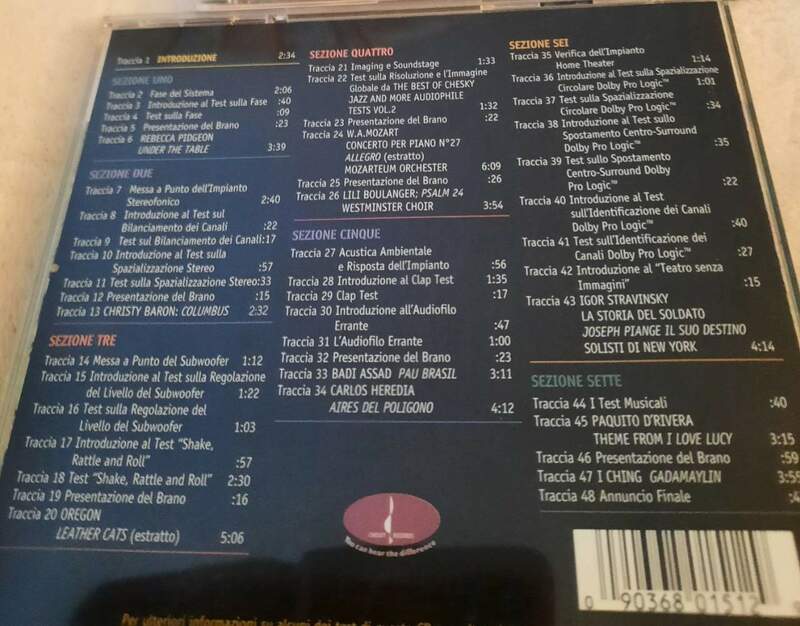 Traccia 1 INTRODUZIONE 2:34
SEZIONE UNO
Traccia 2 Fase del Sistema 2:06
Traccia 3 Introduzione al Test sulla Fase :40
Traccia 4 Test sulla Fase :09
Traccia 5 Presentazione del Brano :23
Traccia 6 REBECCA PIDGEON
UNDER THE TABLE 3:39
SEZIONE DUE
Traccia 7 Messa a Punto dell'Impianto
Stereofonico 2:40
Traccia 8 Introduzione al Test sul
Bilanciamento dei Canali :22
Traccia 9 Test sul Bilanciamento dei Canali :17
Traccia 10 Introduzione al Test sulla
Spazializzazione Stereo :57
Traccia 11 Test sulla Spazializzazione Stereo :33
Traccia 12 Presentazione del Brano :15
Traccia 13 CHRISTY BARON: COLUMBUS 2:32
SEZIONE TRE
Traccia 14 Messa a Punto del Subwoofer 1:12
Traccia 15 Introduzione al Test sulla Regolazione
del Livello del Subwoofer 1:22
Traccia 16 Test sulla Regolazione del
Livello del Subwoofer 1:03
Traccia 17 Introduzione al Test "Shake,
Rattle and Roll" :57
Traccia 18 Test "Shake, Rattle and Roll" 2:30
Traccia 19 Presentazione del Brano :16
Traccia 20 OREGON
LEATHER CATS (estratto) 5:06
SEZIONE QUATTRO
Traccia 21 Imaging e Soundstage 1:33
Traccia 22 Test sulla Risoluzione e l'Immagine
Globale da THE BEST OF CHESKY
JAZZ AND MORE AUDIOPHILE
TESTS VOL.2 1:32
Traccia 23 Presentazione del Brano :22
Traccia 24 W.A.MOZART
CONCERTO PER PIANO N°27
ALLEGRO (estratto)
MOZARTEUM ORCHESTER 6:09
Traccia 25 Presentazione del Brano :26
Traccia 26 LILI BOULANGER; PSALM 24
WESTMINSTER CHOIR 3:54
SEZIONE CINQUE
Traccia 27 Acustica Ambientale
e Risposta dell'Impianto :56
Traccia 28 Introduzione al Clap Test 1:35
Traccia 29 Clap Test :17
Traccia 30 Introduzione all'Audiofilo
Errante :47
Traccia 31 L'Audiofilo Errante 1:00
Traccia 32 Presentazione del Brano :23
Traccia 33 BADI ASSAD PAU BRASIL 3:11
Traccia 34 CARLOS HEREDIA
AIRES DEL POLIGONO 4:12
CHESKY RECORDS
You can hear the difference
SEZIONE SEI
Traccia 35 Verifica dell'Impianto
Home Theater 1:14
Traccia 36 Introduzione al Test sulla Spazializzazione
Circolare Dolby Pro Logic™ 1:01
Traccia 37 Test sulla Spazializzazione
Circolare Dolby Pro Logic™ :34
Traccia 38 Introduzione al Test sullo
Spostamento Centro-Surround
Dolby Pro Logic™ :35
Traccia 39 Test sullo Spostamento
Centro-Surround Dolby
Pro Logic™ :22
Traccia 40 Introduzione al Test
sull'Identificazione dei Canali
Dolby Pro Logic™ :40
Traccia 41 Test sull'Identificazione dei
Canali Dolby Pro Logic™ :27
Traccia 42 Introduzione al "Teatro senza
Immagini" :15
Traccia 43 IGOR STRAVINSKY
LA STORIA DEL SOLDATO
JOSEPH PIANGE IL SUO DESTINO
SOLISTI DI NEW YORK 4:14
SEZIONE SETTE
Traccia 44 I Test Musicali :40
Traccia 45 PAQUITO D'RIVERA
THEME FROM I LOVE LUCY 3:15
Traccia 46 Presentazione del Brano :59
Traccia 47 I CHING GADAMAYLIN 3:55
Traccia 48 Annuncio Finale
0 90368 01512
Per ulteriori informazioni su alcuni dei test di questo CD